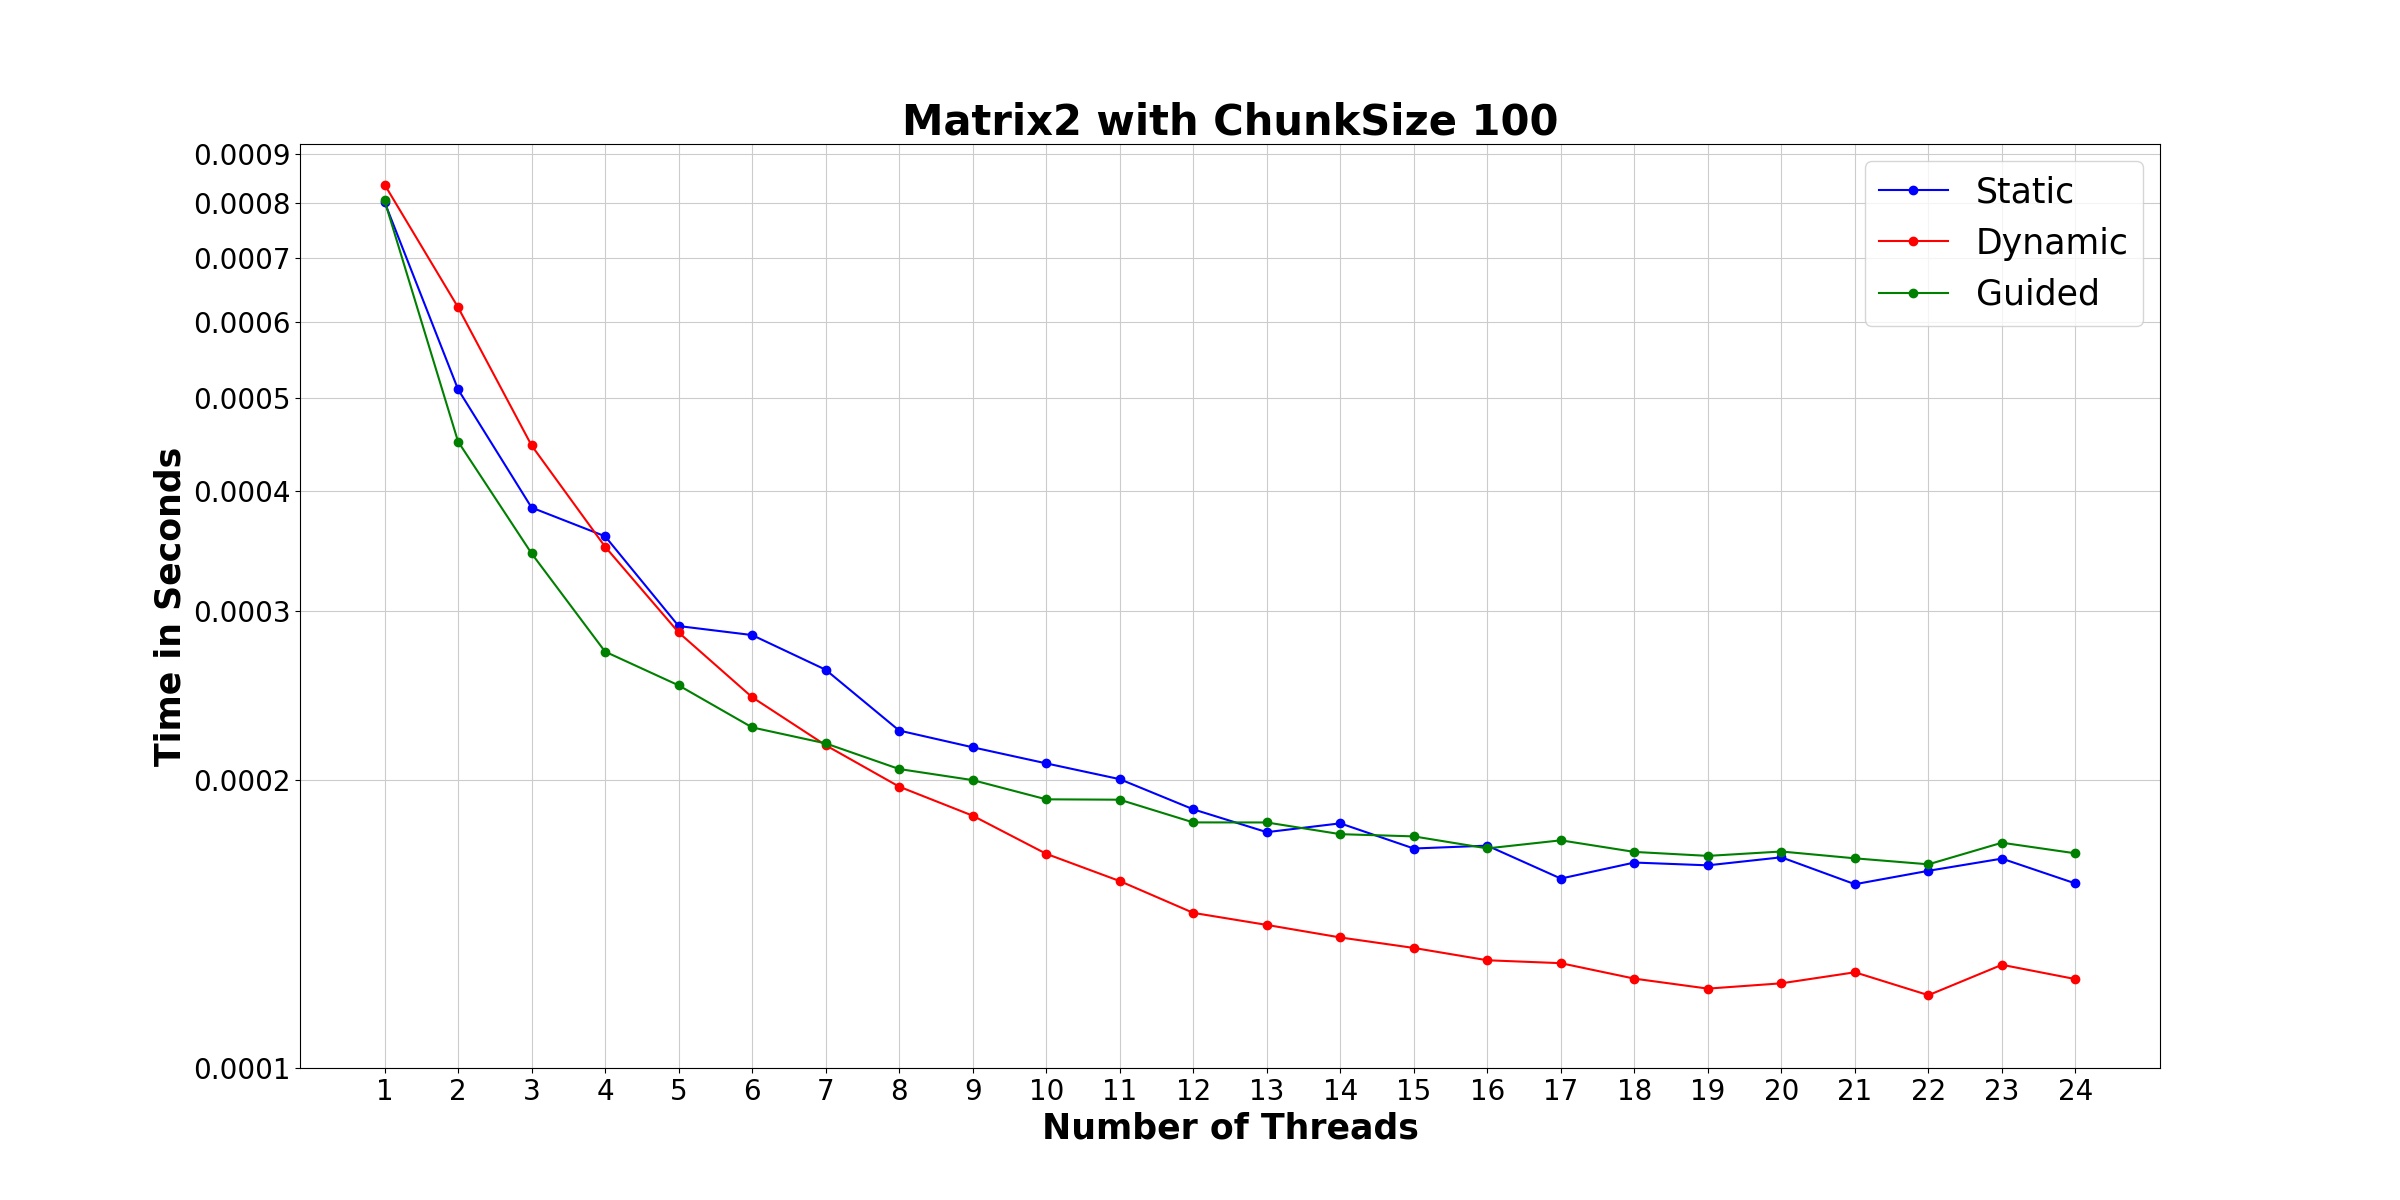 Matrix2 with ChunkSize 100
0.0009
0.0008
0.0007
0.0006
0.0005
0.0004
0.0003
0.0002
0.0001
Time in Seconds
Static
Dynamic
Guided
1 2 3 4 5 6 7 8 9 10 11 12 13 14 15 16 17 18 19 20 21 22 23 24
Number of Threads